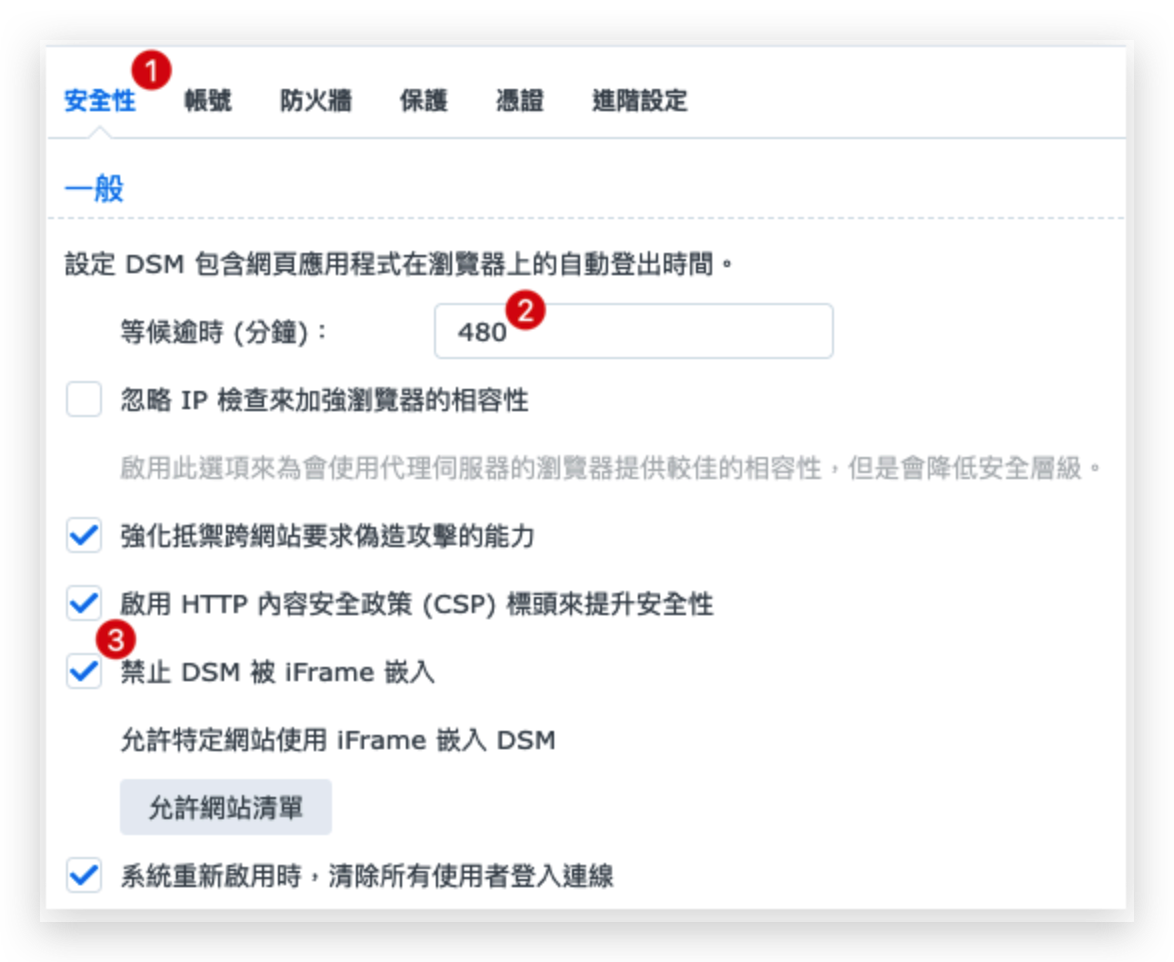 1
安全性 帳號 防火牆 保護 憑證 進階設定
一般
設定 DSM 包含網頁應用程式在瀏覽器上的自動登出時間。
等候逾時 (分鐘)： 480 2
忽略 IP 檢查來加強瀏覽器的相容性
啟用此選項來為會使用代理伺服器的瀏覽器提供較佳的相容性，但是會降低安全層級。
強化抵禦跨網站要求偽造攻擊的能力
啟用 HTTP 內容安全政策 (CSP) 標頭來提升安全性
3
禁止 DSM 被 iFrame 嵌入
允許特定網站使用 iFrame 嵌入 DSM
允許網站清單
系統重新啟用時，清除所有使用者登入連線